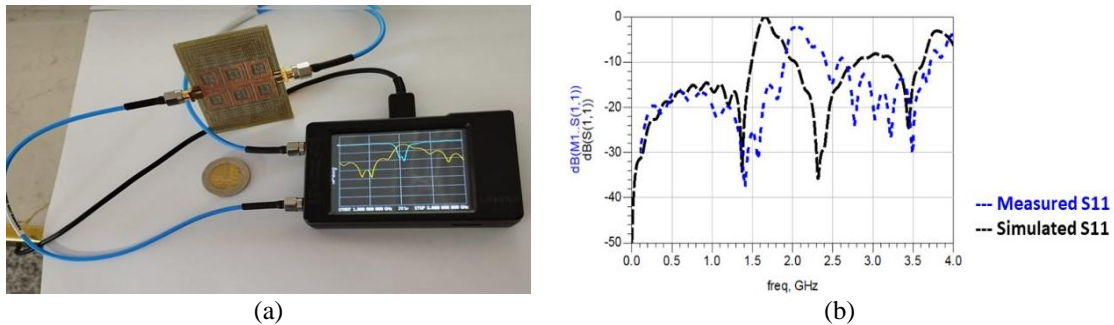 0
-10
-20
-30
-40
-50
dB(M1..S(1,1))
dB(S(1,1))
0.0 0.5 1.0 1.5 2.0 2.5 3.0 3.5 4.0
freq, GHz
Measured S11
Simulated S11
(a)
(b)